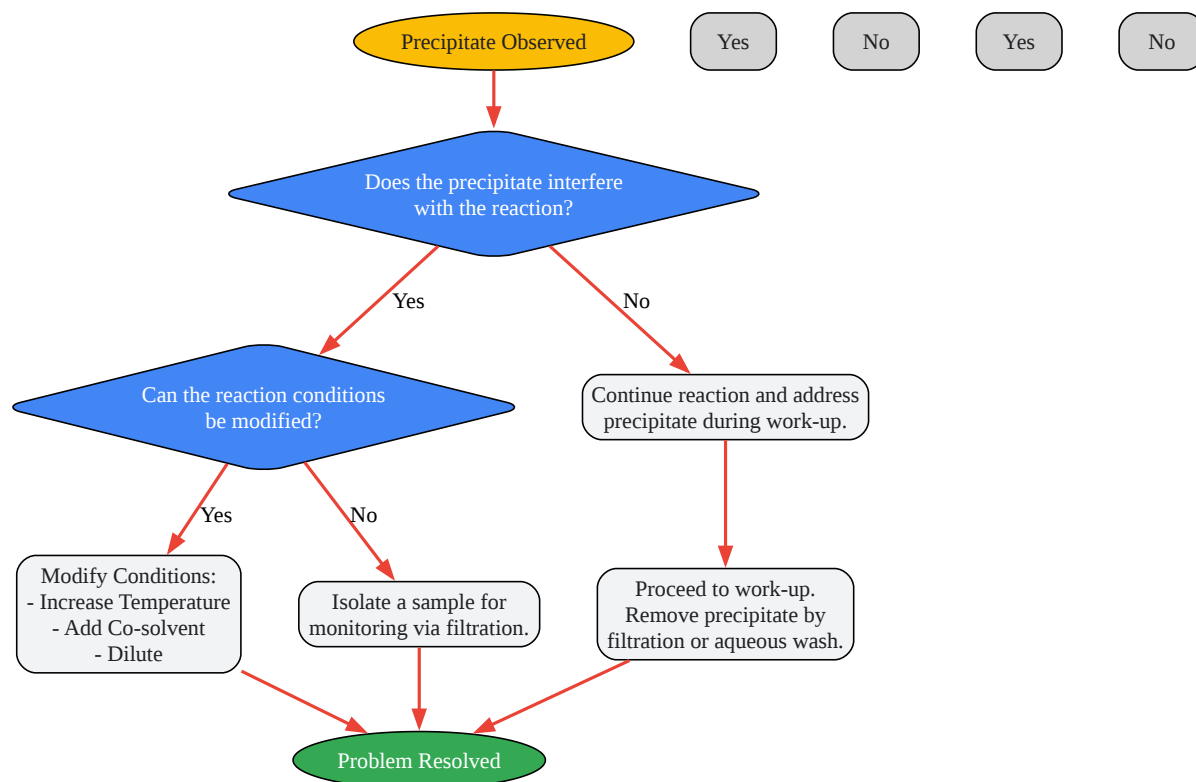 Precipitate Observed
Yes
No
Yes
No
Does the precipitate interfere
with the reaction?
Yes
No
Can the reaction conditions
be modified?
Continue reaction and address
precipitate during work-up.
Yes
No
Modify Conditions:
- Increase Temperature
- Add Co-solvent
- Dilute
Isolate a sample for
monitoring via filtration.
Proceed to work-up.
Remove precipitate by
filtration or aqueous wash.
Problem Resolved